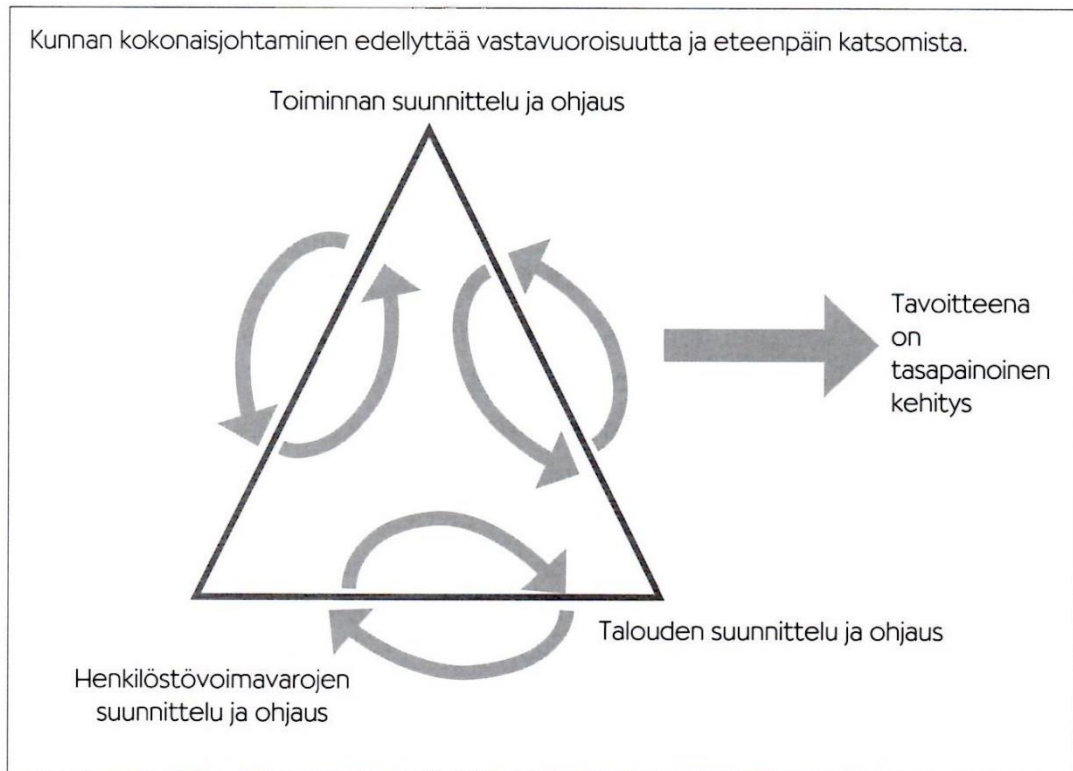 Kunnan kokonaisjohtaminen edellyttää vastavuoroisuutta ja eteenpäin katsomista.
Toiminnan suunnittelu ja ohjaus
Tavoitteena
on
tasapainoinen
kehitys
Talouden suunnittelu ja ohjaus
Henkilöstövoimavarojen
suunnittelu ja ohjaus